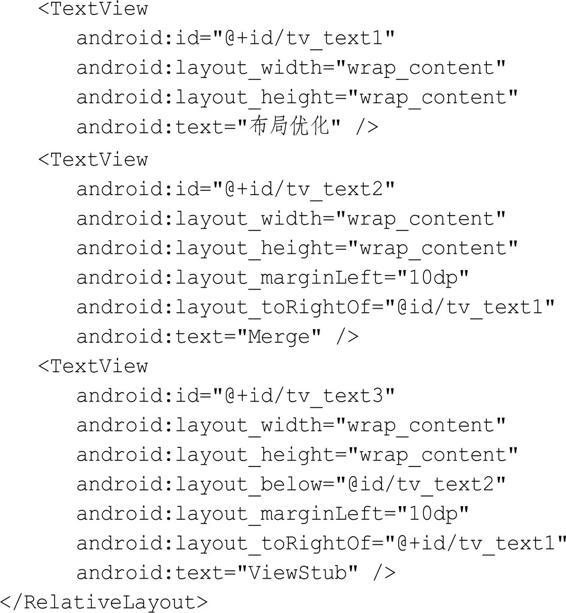 <TextView
android:id="@+id/tv_text1"
android:layout_width="wrap_content"
android:layout_height="wrap_content"
android:text="布局优化" />
<TextView
android:id="@+id/tv_text2"
android:layout_width="wrap_content"
android:layout_height="wrap_content"
android:layout_marginLeft="10dp"
android:layout_toRightOf="@id/tv_text1"
android:text="Merge" />
<TextView
android:id="@+id/tv_text3"
android:layout_width="wrap_content"
android:layout_height="wrap_content"
android:layout_below="@id/tv_text2"
android:layout_marginLeft="10dp"
android:layout_toRightOf="@+id/tv_text1"
android:text="ViewStub" />
</RelativeLayout>